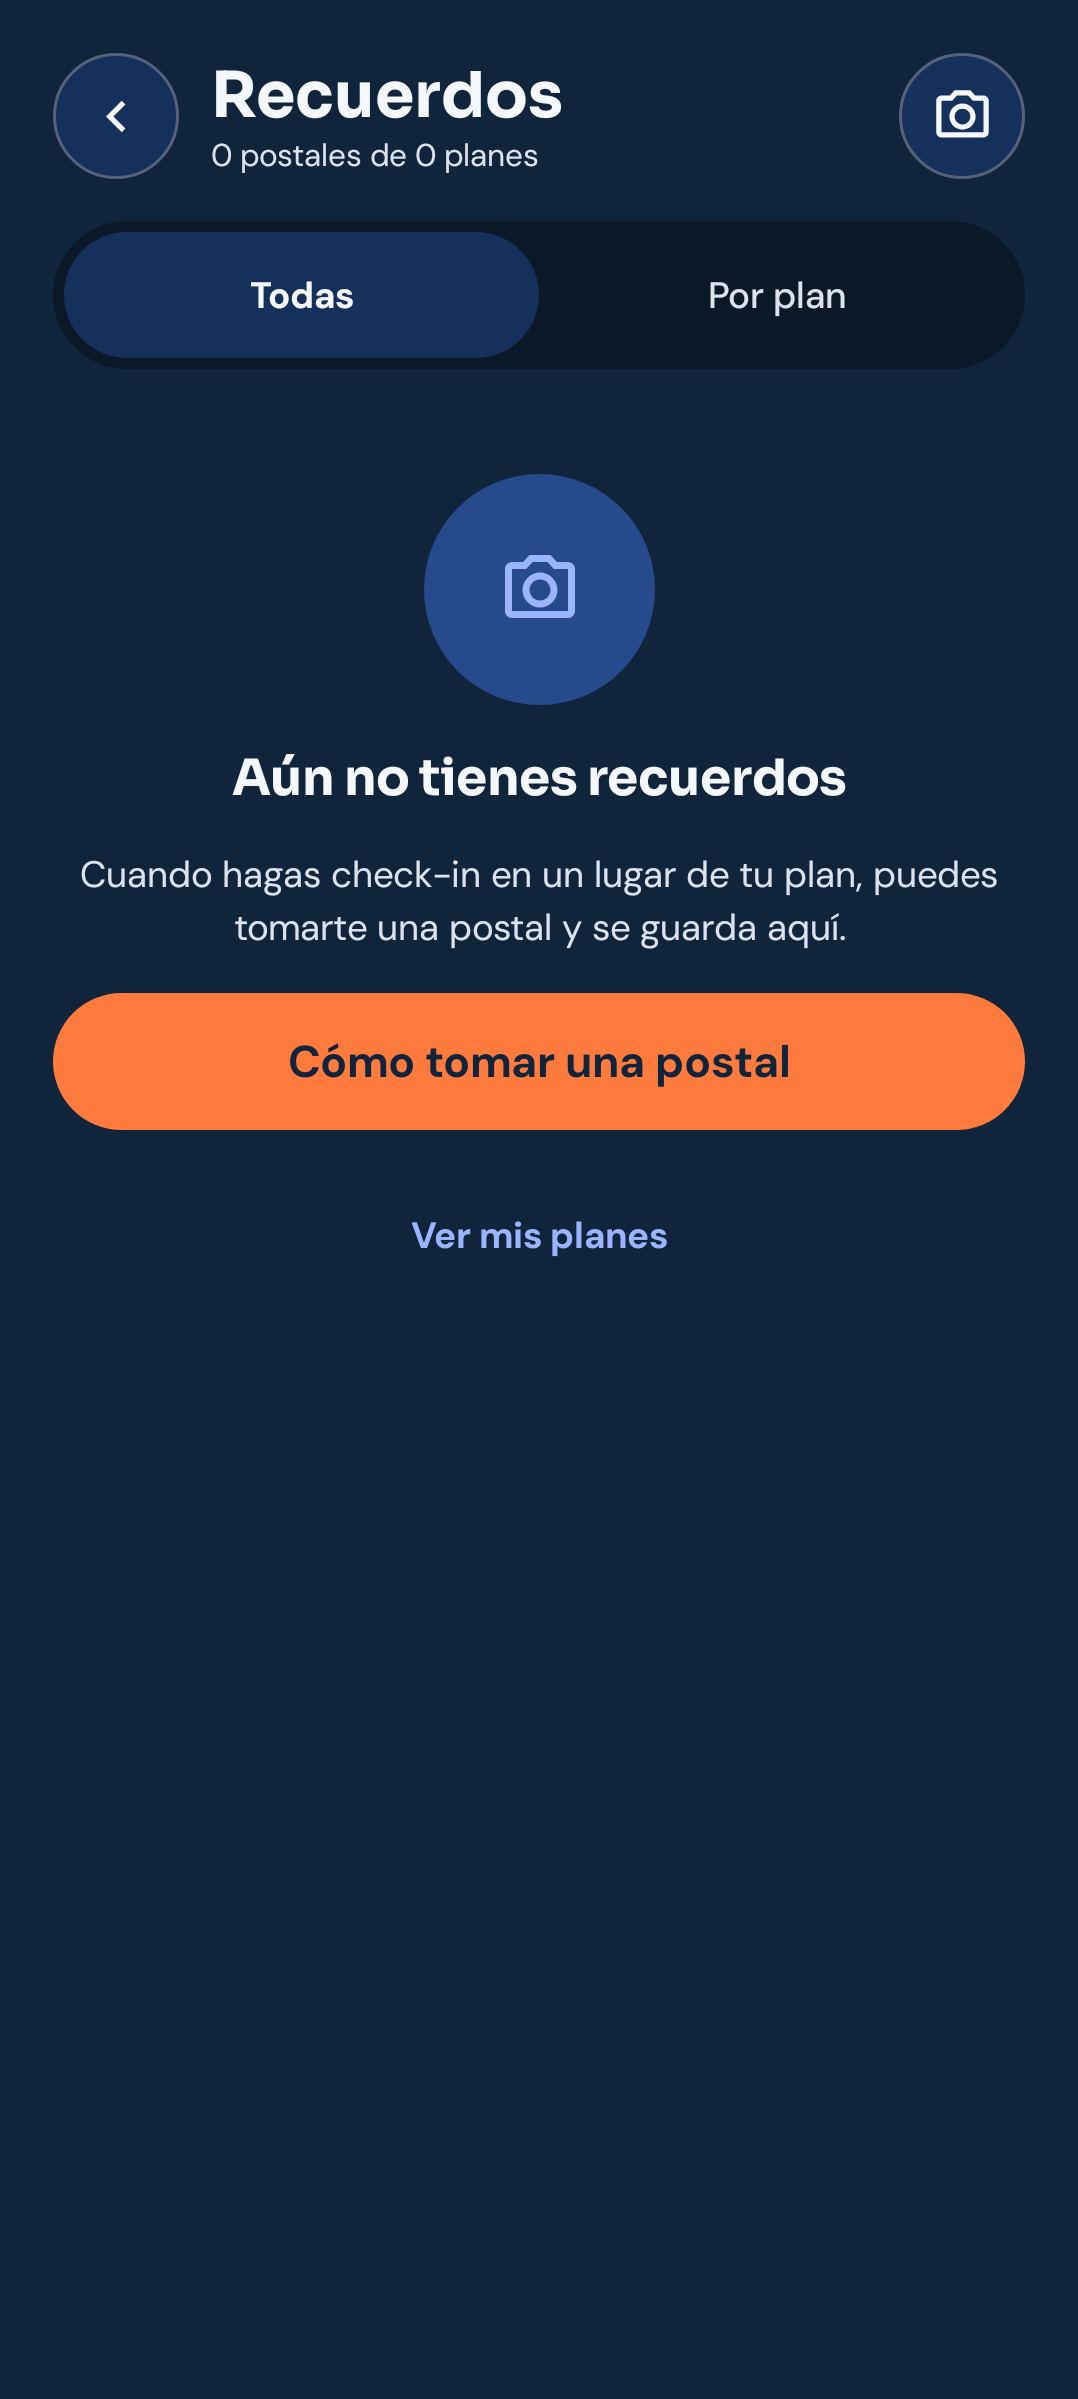 Recuerdos
0 postales de 0 planes
Todas
Por plan
Aún no tienes recuerdos
Cuando hagas check-in en un lugar de tu plan, puedes
tomarte una postal y se guarda aquí.
Cómo tomar una postal
Ver mis planes